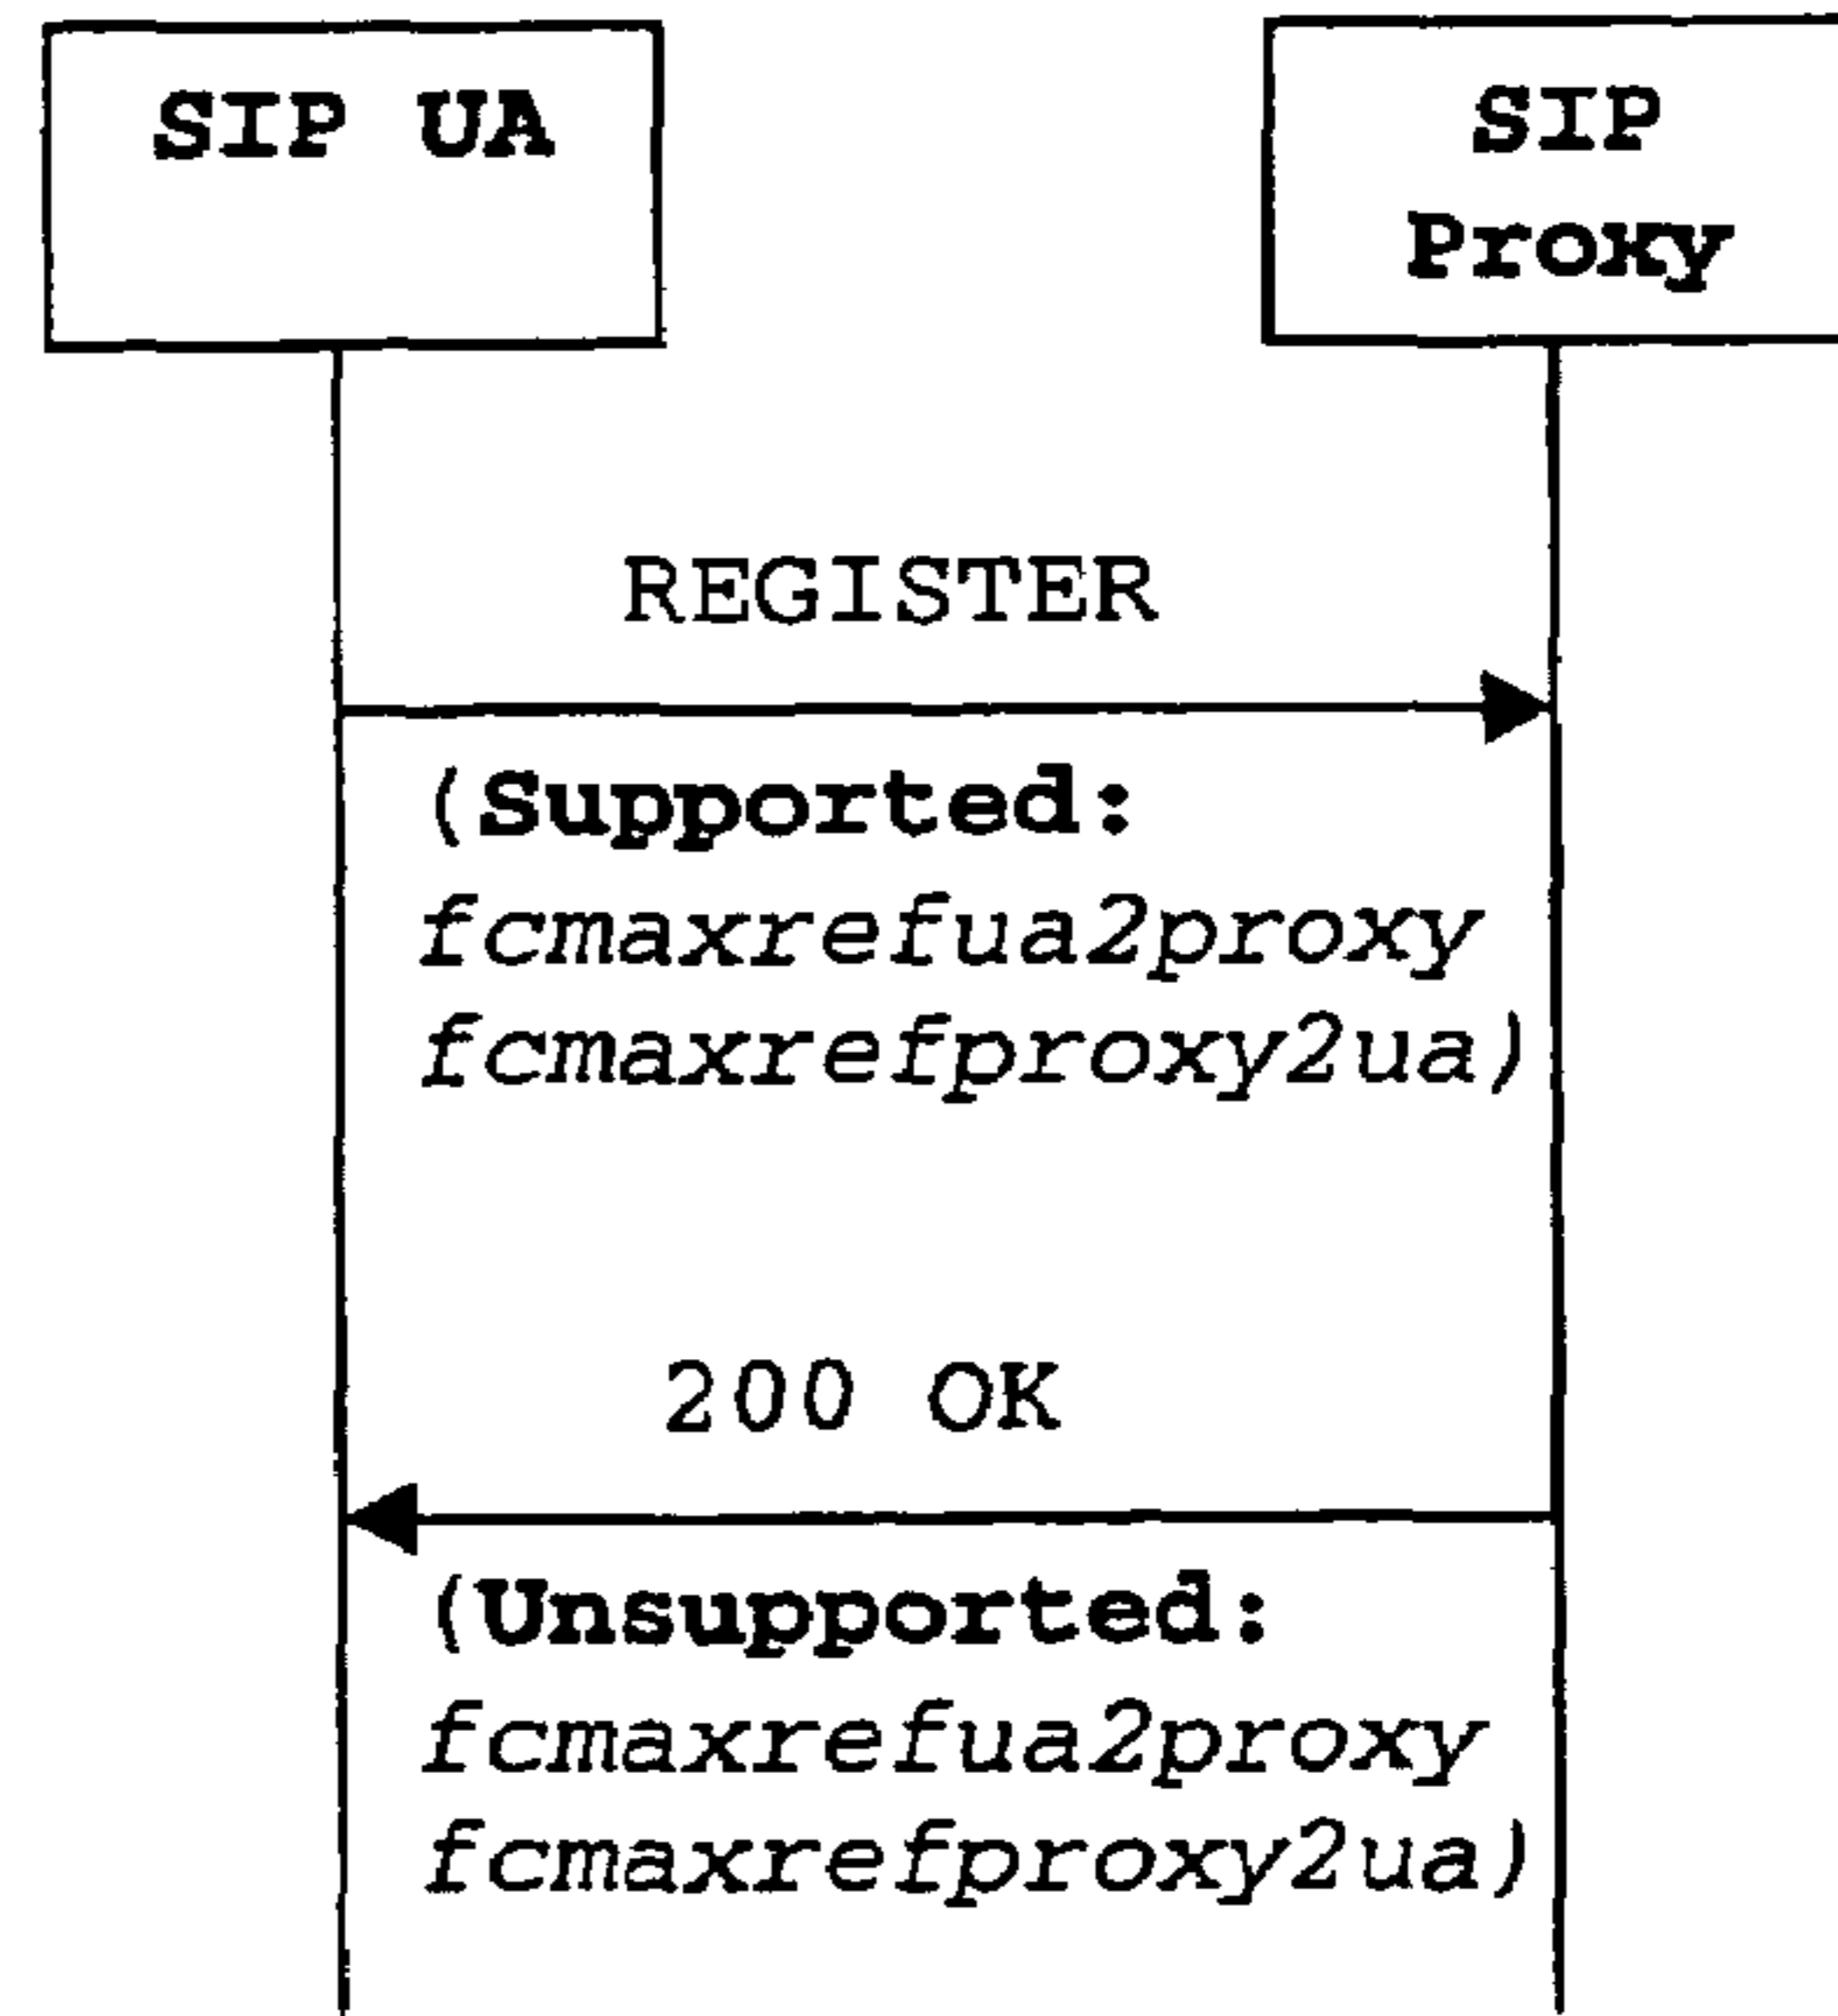 SIP UA
SIP
Proxy
REGISTER
(Supported:
fcmaxrefua2proxy
fcmaxrefproxy2ua)
200 OK
(Unsupported:
fcmaxrefua2proxy
fcmaxrefproxy2ua)